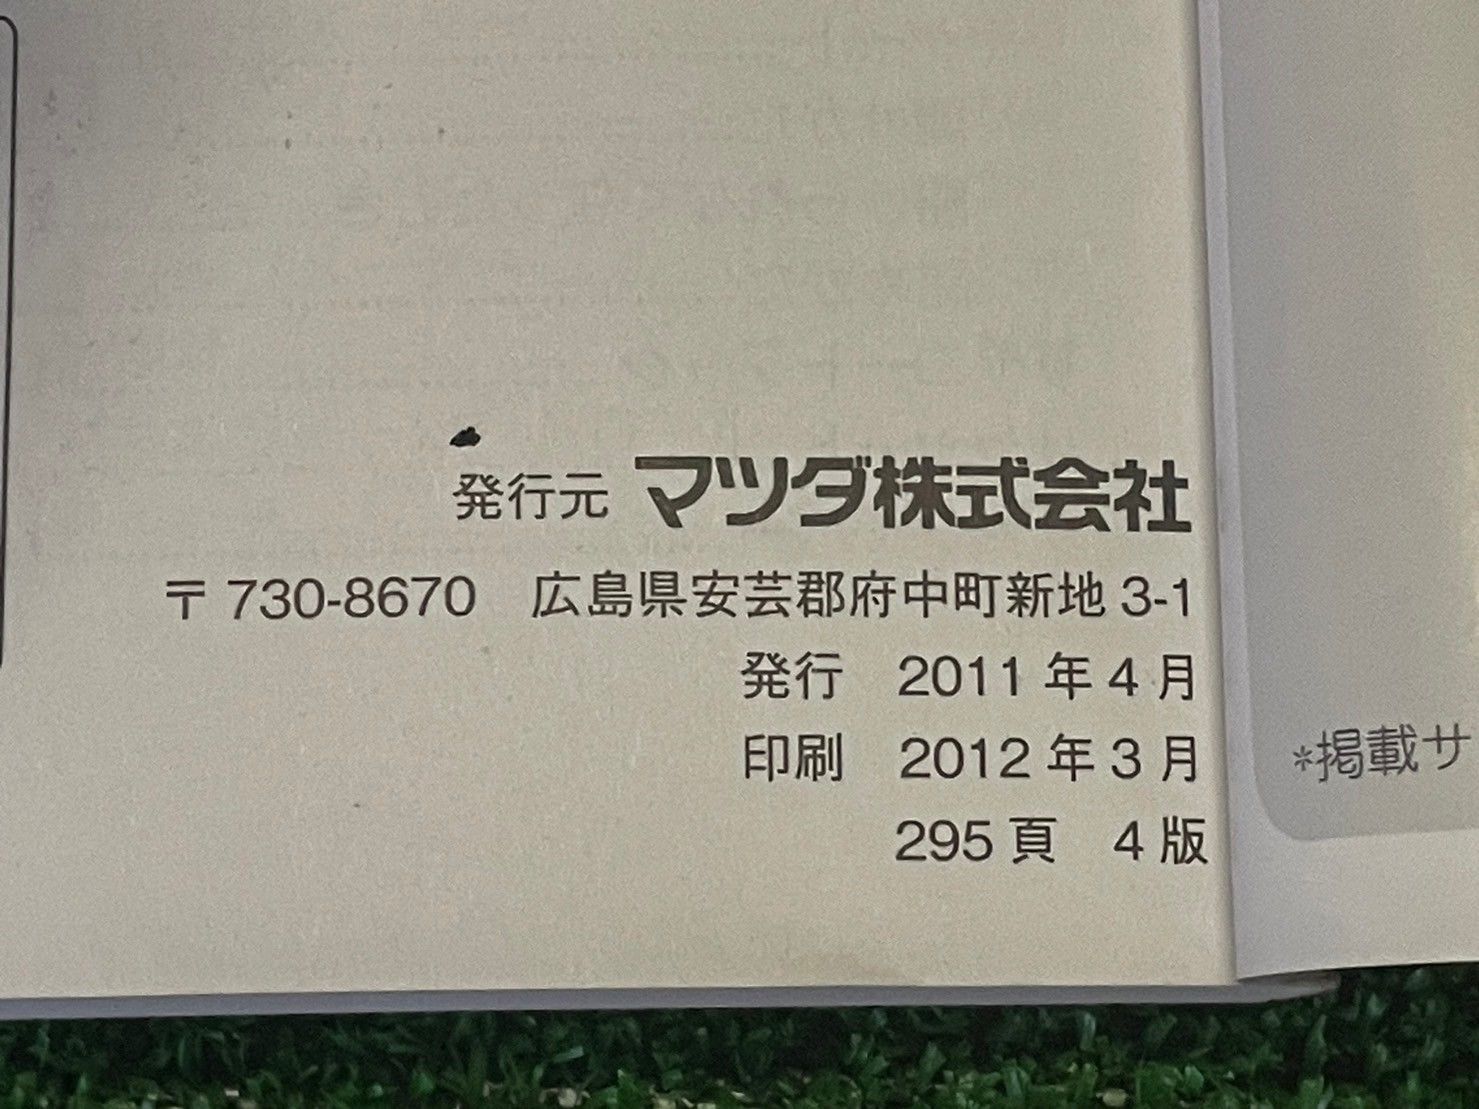 発行元 マツダ株式会社
〒730-8670　広島県安芸郡府中町新地 3-1
発行　2011 年 4 月
印刷　2012 年 3 月
295 頁　4 版
*掲載サ